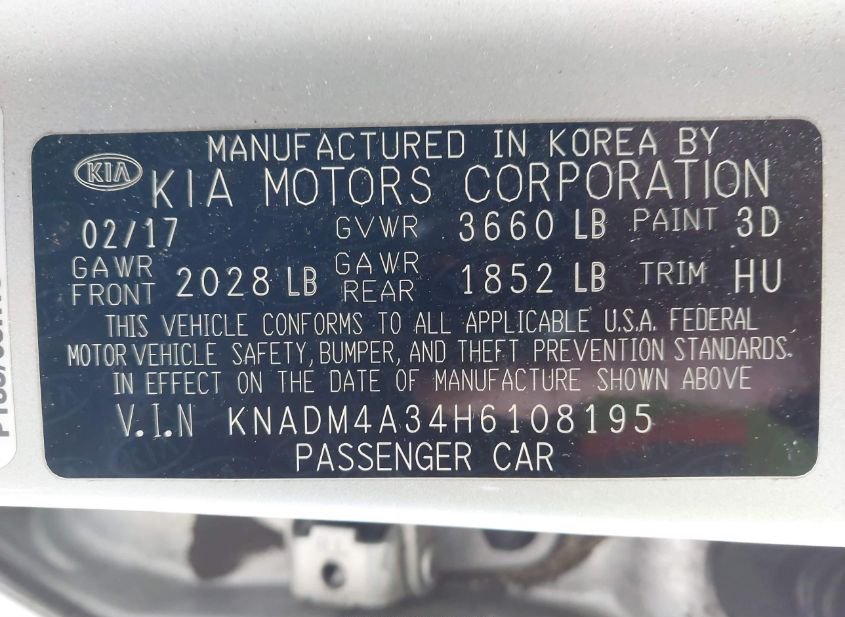 MANUFACTURED IN KOREA BY
KIA KIA MOTORS CORPORATION
02/17 GVWR 3660 LB PAINT 3D
GAWR FRONT 2028 LB GAWR REAR 1852 LB TRIM HU
THIS VEHICLE CONFORMS TO ALL APPLICABLE U.S.A. FEDERAL
MOTOR VEHICLE SAFETY, BUMPER, AND THEFT PREVENTION STANDARDS.
IN EFFECT ON THE DATE OF MANUFACTURE SHOWN ABOVE
V.I.N KNADM4A34H6108195
PASSENGER CAR